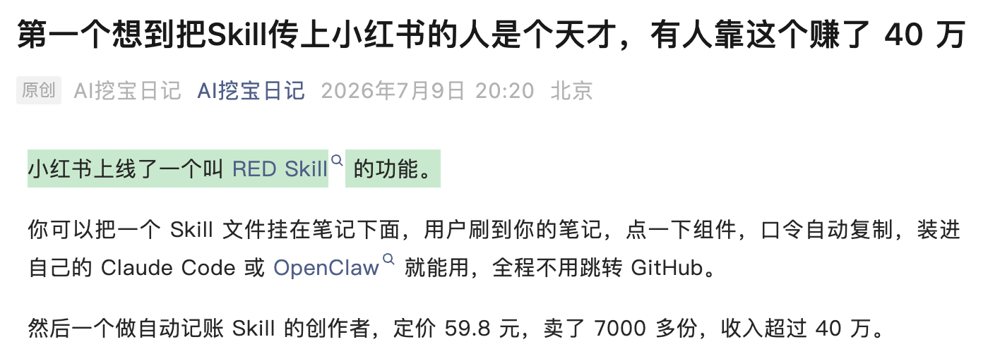 第一个想到把Skill传上小红书的人是个天才，有人靠这个赚了 40 万
原创 AI挖宝日记 AI挖宝日记 2026年7月9日 20:20 北京
小红书上线了一个叫 RED Skill 的功能。
你可以把一个 Skill 文件挂在笔记下面，用户刷到你的笔记，点一下组件，口令自动复制，装进
自己的 Claude Code 或 OpenClaw 就能用，全程不用跳转 GitHub。
然后一个做自动记账 Skill 的创作者，定价 59.8 元，卖了 7000 多份，收入超过 40 万。